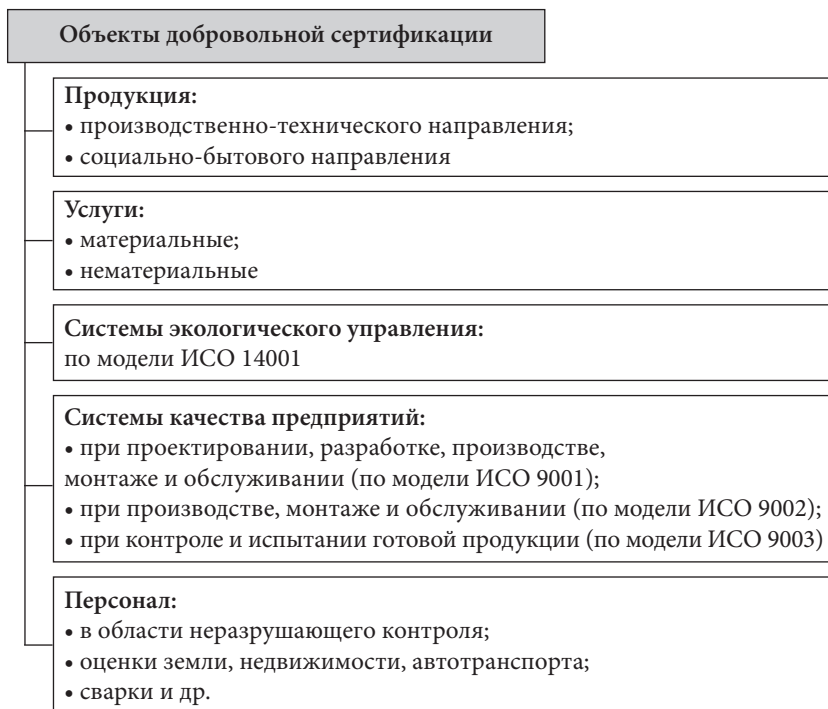 Объекты добровольной сертификации
Продукция:
• производственно-технического направления;
• социально-бытового направления
Услуги:
• материальные;
• нематериальные
Системы экологического управления:
по модели ИСО 14001
Системы качества предприятий:
• при проектировании, разработке, производстве,
монтаже и обслуживании (по модели ИСО 9001);
• при производстве, монтаже и обслуживании (по модели ИСО 9002);
• при контроле и испытании готовой продукции (по модели ИСО 9003)
Персонал:
• в области неразрушающего контроля;
• оценки земли, недвижимости, автотранспорта;
• сварки и др.